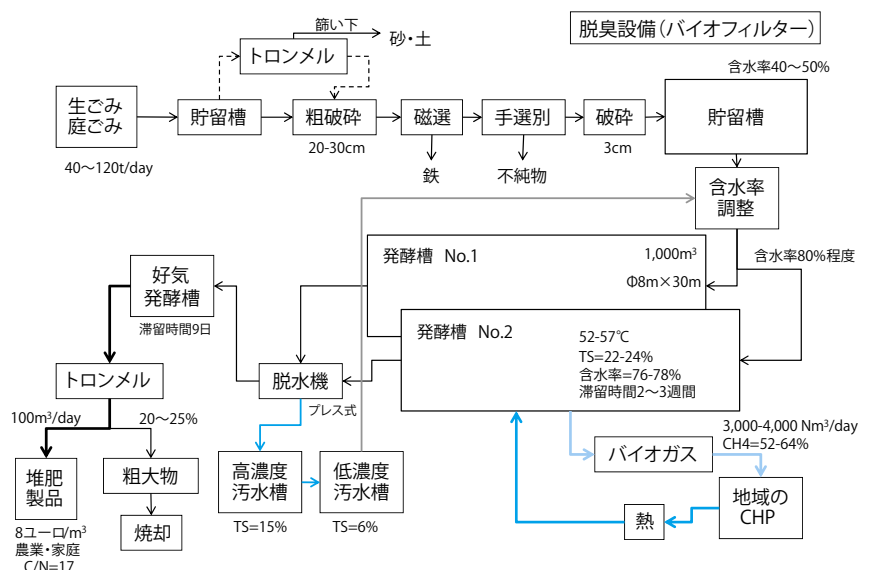 脱臭設備（バイオフィルター）
篩い下
砂・土
トロンメル
含水率40～50%
生ごみ
庭ごみ
貯留槽
粗破砕
磁選
手選別
破砕
貯留槽
40～120t/day
20-30cm
鉄
不純物
3cm
含水率
調整
含水率80%程度
発酵槽 No.1
1,000m³
Φ8m×30m
好気
発酵槽
滞留時間9日
発酵槽 No.2
52-57℃
TS=22-24%
含水率=76-78%
滞留時間2～3週間
トロンメル
脱水機
プレス式
100m³/day
20～25%
3,000-4,000 Nm³/day
CH4=52-64%
バイオガス
堆肥
製品
粗大物
高濃度
汚水槽
低濃度
汚水槽
地域の
CHP
熱
TS=15%
TS=6%
焼却
8ユーロ/m³
農業・家庭
C/N=17